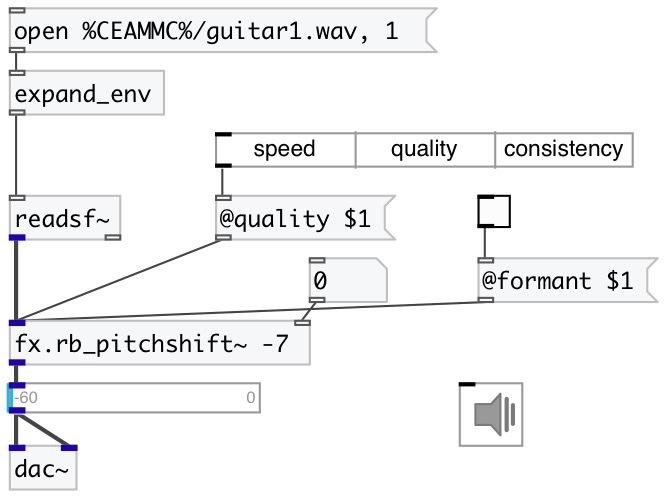 open %CEAMMC%/guitar1.wav, 1
expand_env
speed quality consistency
readsf~ @quality $1
0 @formant $1
fx.rb_pitchshift~ -7
-60 0
dac~